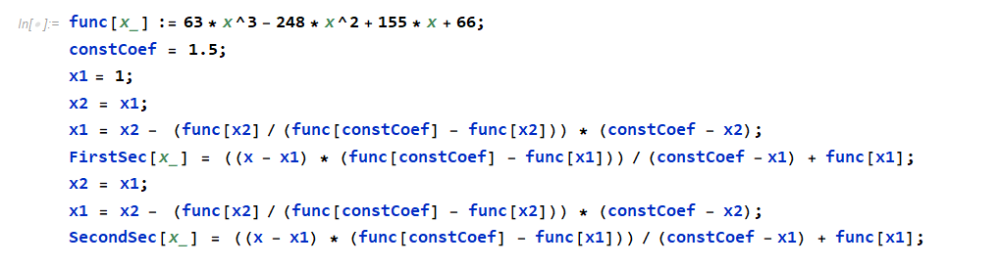 In[•]:= func[x_] := 63 * x^3 - 248 * x^2 + 155 * x + 66;
constCoef = 1.5;
x1 = 1;
x2 = x1;
x1 = x2 - (func[x2] / (func[constCoef] - func[x2])) * (constCoef - x2);
FirstSec[x_] = ((x - x1) * (func[constCoef] - func[x1])) / (constCoef - x1) + func[x1];
x2 = x1;
x1 = x2 - (func[x2] / (func[constCoef] - func[x2])) * (constCoef - x2);
SecondSec[x_] = ((x - x1) * (func[constCoef] - func[x1])) / (constCoef - x1) + func[x1];